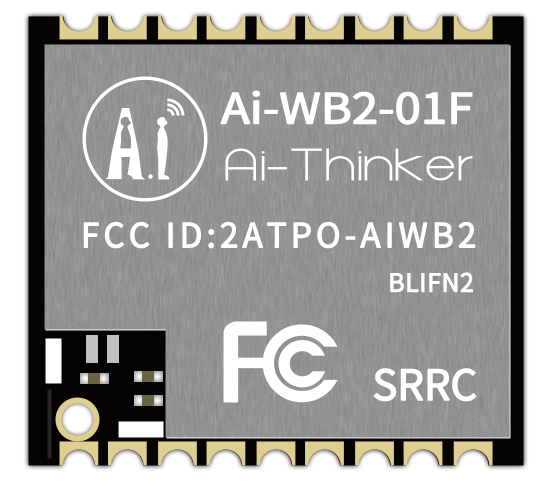 A.i
Ai-WB2-01F
Ai-Thinker
FCC ID:2ATPO-AIWB2
BLIFN2
FC
SRRC